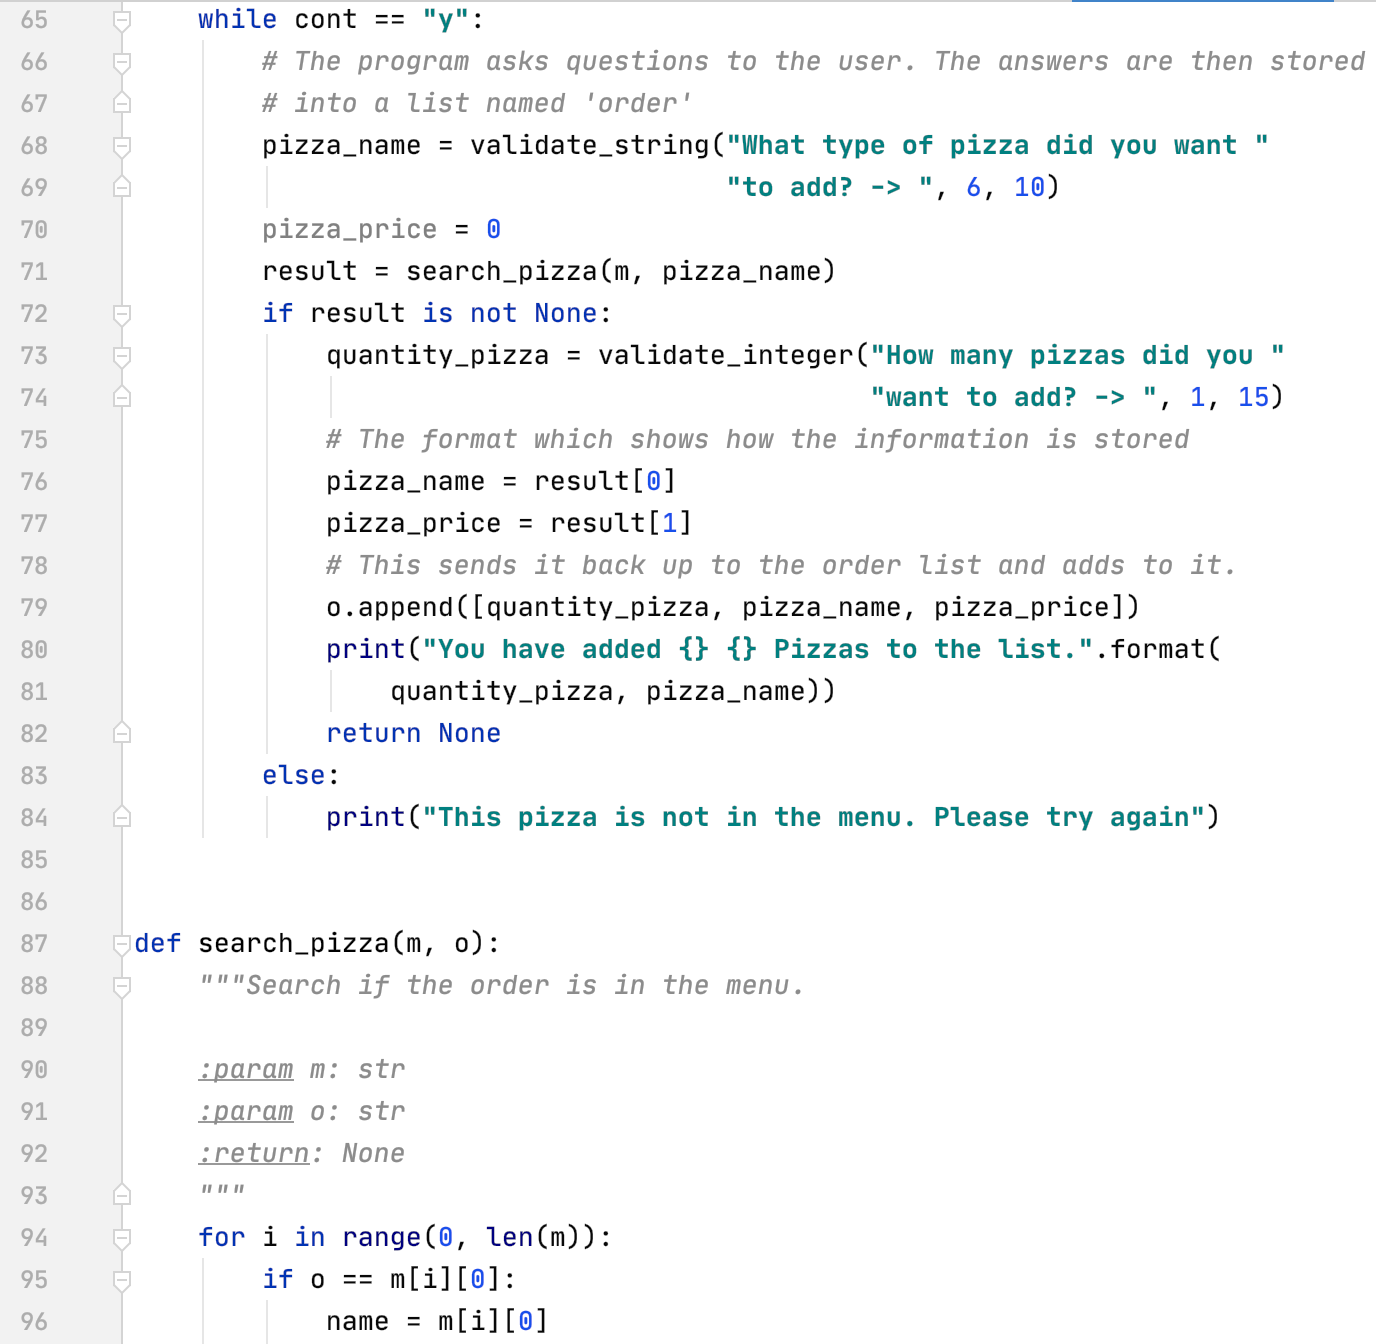 65 while cont == "y":
66 # The program asks questions to the user. The answers are then stored
67 # into a list named 'order'
68 pizza_name = validate_string("What type of pizza did you want "
69 "to add? -> ", 6, 10)
70 pizza_price = 0
71 result = search_pizza(m, pizza_name)
72 if result is not None:
73 quantity_pizza = validate_integer("How many pizzas did you "
74 "want to add? -> ", 1, 15)
75 # The format which shows how the information is stored
76 pizza_name = result[0]
77 pizza_price = result[1]
78 # This sends it back up to the order list and adds to it.
79 o.append([quantity_pizza, pizza_name, pizza_price])
80 print("You have added {} {} Pizzas to the list.".format(
81 quantity_pizza, pizza_name))
82 return None
83 else:
84 print("This pizza is not in the menu. Please try again")
85
86
87 def search_pizza(m, o):
88 """Search if the order is in the menu.
89
90 :param m: str
91 :param o: str
92 :return: None
93 """
94 for i in range(0, len(m)):
95 if o == m[i][0]:
96 name = m[i][0]